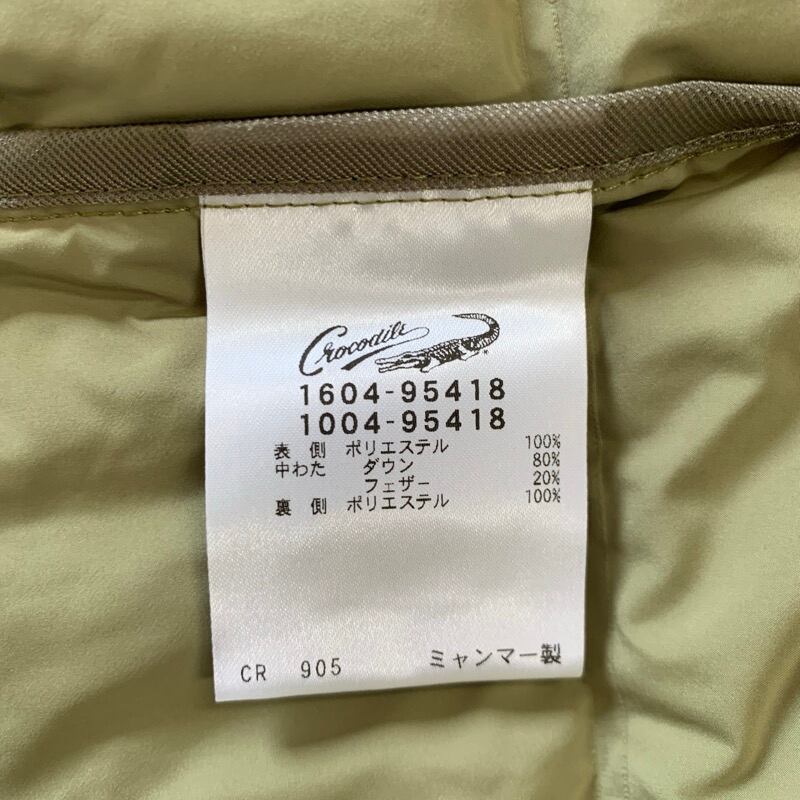 Crocodile
1604-95418
1004-95418
表 側 ポリエステル 100%
中わた ダウン 80%
フェザー 20%
裏 側 ポリエステル 100%
CR 905 ミャンマー製